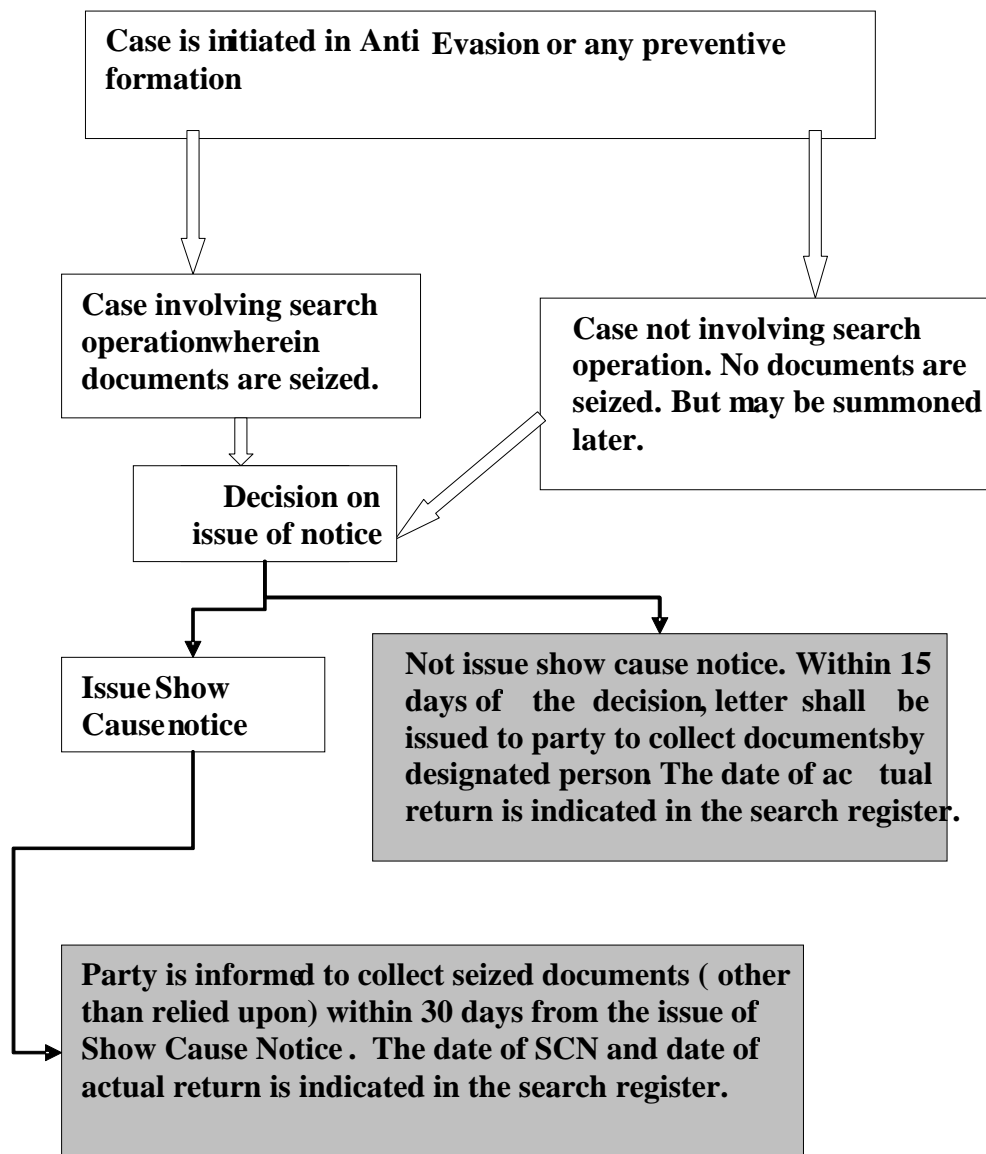 Case is initiated in Anti Evasion or any preventive
formation
Case involving search
operationwherein
documents are seized.
Case not involving search
operation. No documents are
seized. But may be summoned
later.
Decision on
issue of notice
Issue Show
Cause notice
Not issue show cause notice. Within 15
days of the decision, letter shall be
issued to party to collect documentsby
designated person. The date of ac tual
return is indicated in the search register.
Party is informed to collect seized documents ( other
than relied upon) within 30 days from the issue of
Show Cause Notice . The date of SCN and date of
actual return is indicated in the search register.